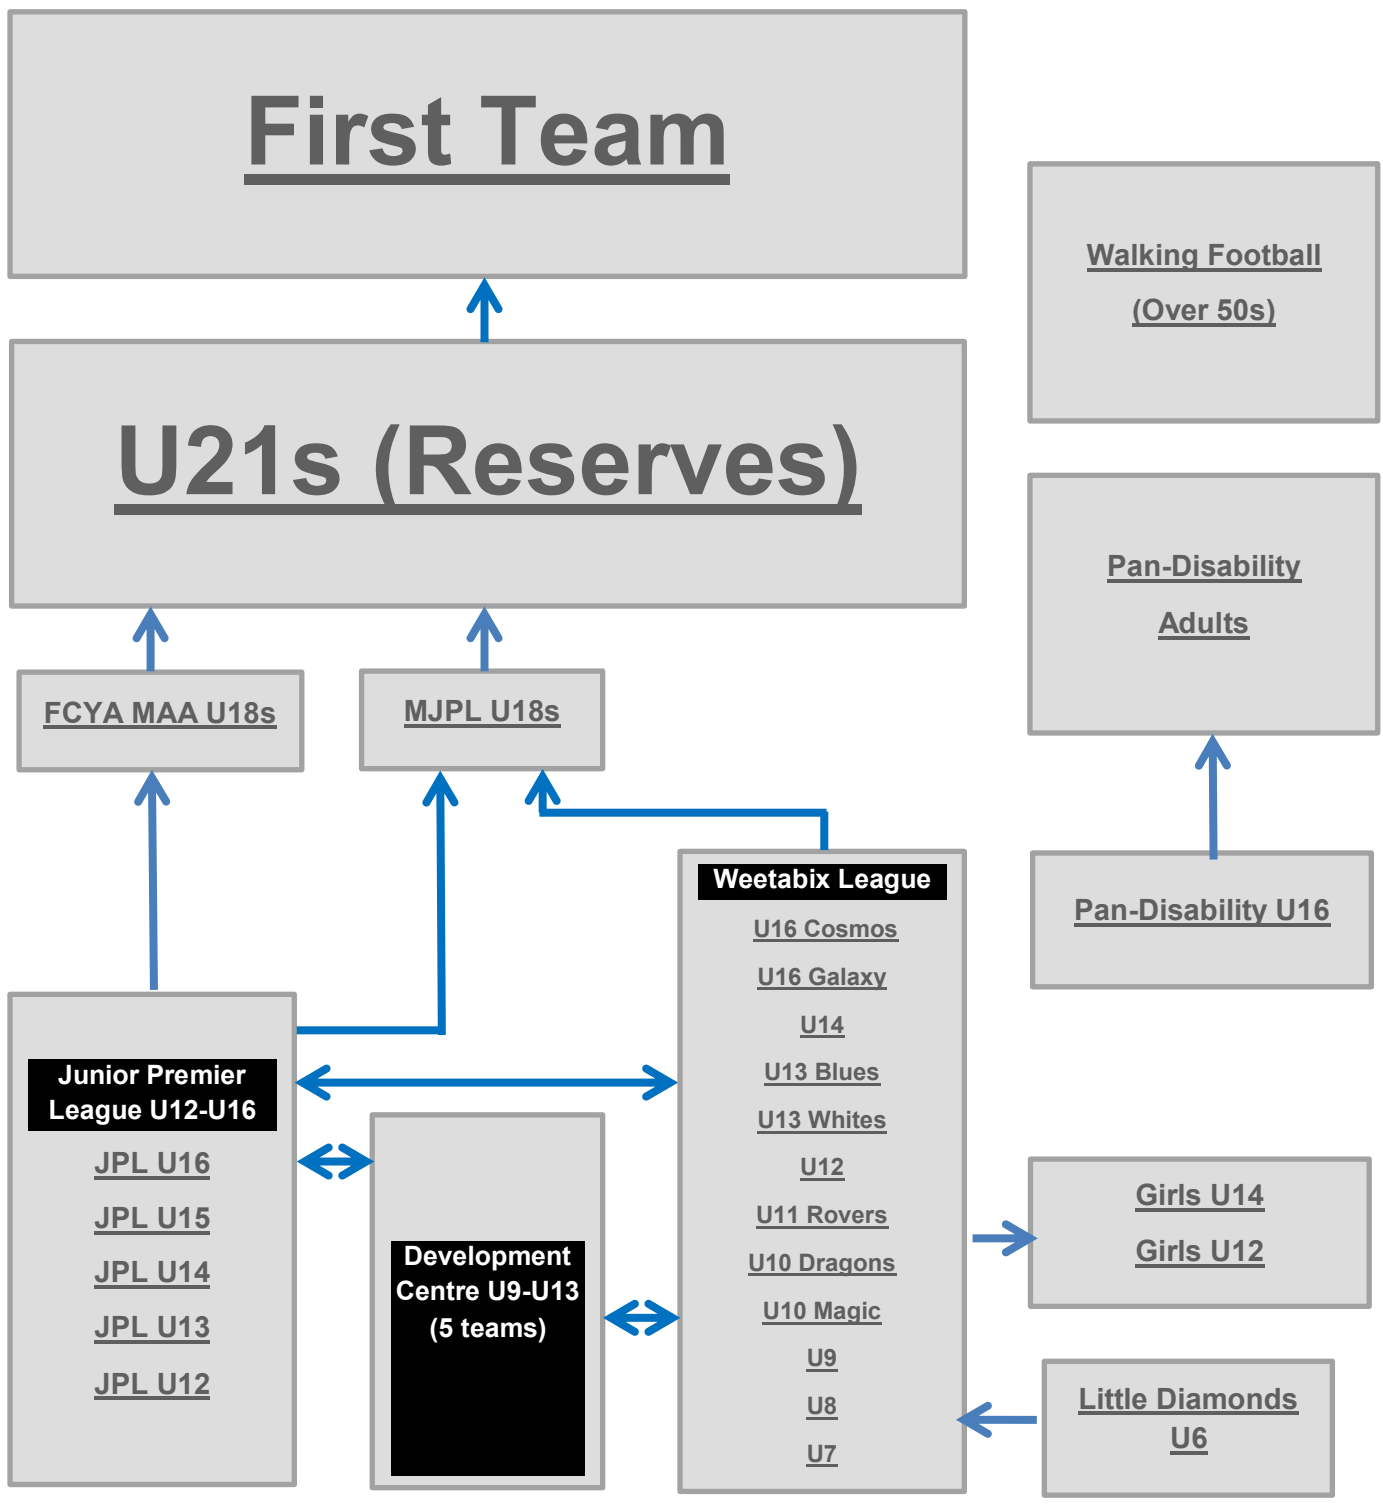 First Team
Walking Football
(Over 50s)
U21s (Reserves)
Pan-Disability
Adults
FCYA MAA U18s
MJPL U18s
Weetabix League
U16 Cosmos
U16 Galaxy
U14
U13 Blues
U13 Whites
U12
U11 Rovers
U10 Dragons
U10 Magic
U9
U8
U7
Pan-Disability U16
Junior Premier
League U12-U16
JPL U16
JPL U15
JPL U14
JPL U13
JPL U12
Development
Centre U9-U13
(5 teams)
Girls U14
Girls U12
Little Diamonds
U6